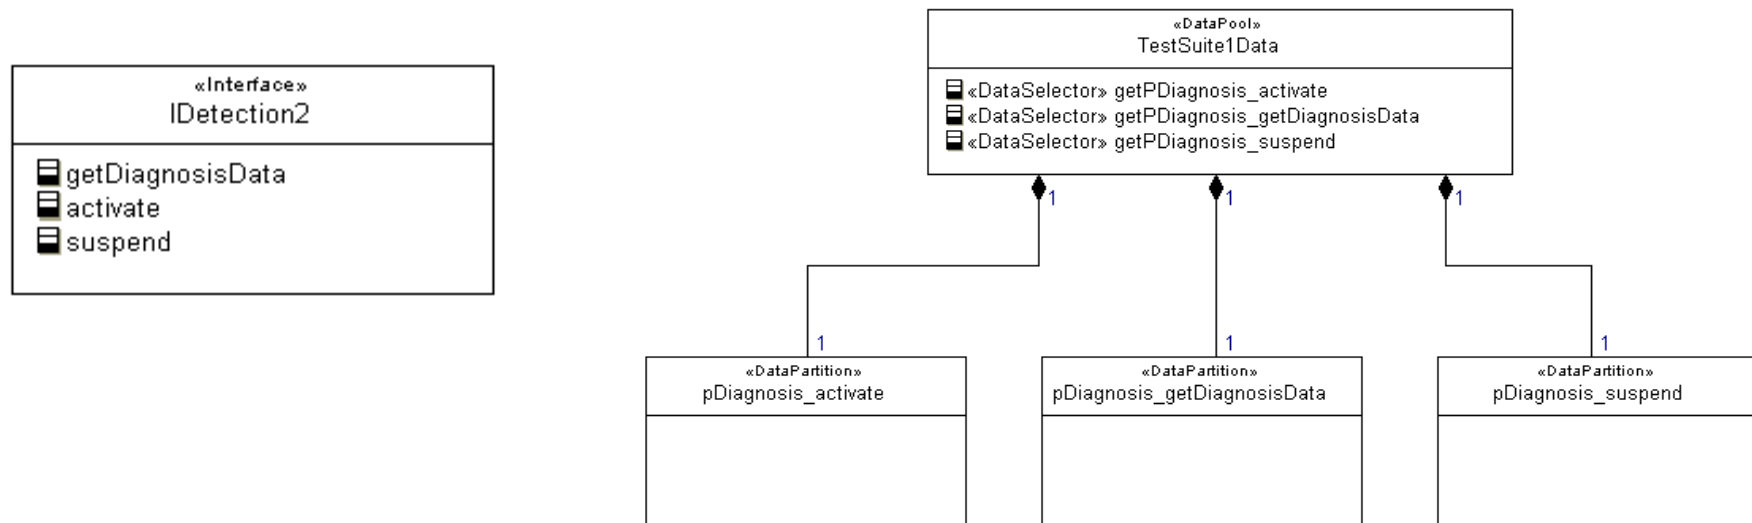 «Interface»
IDetection2
getDiagnosisData
activate
suspend
«DataPool»
TestSuite1Data
«DataSelector» getPDiagnosis_activate
«DataSelector» getPDiagnosis_getDiagnosisData
«DataSelector» getPDiagnosis_suspend
1
1
1
1
1
1
«DataPartition»
pDiagnosis_activate
«DataPartition»
pDiagnosis_getDiagnosisData
«DataPartition»
pDiagnosis_suspend